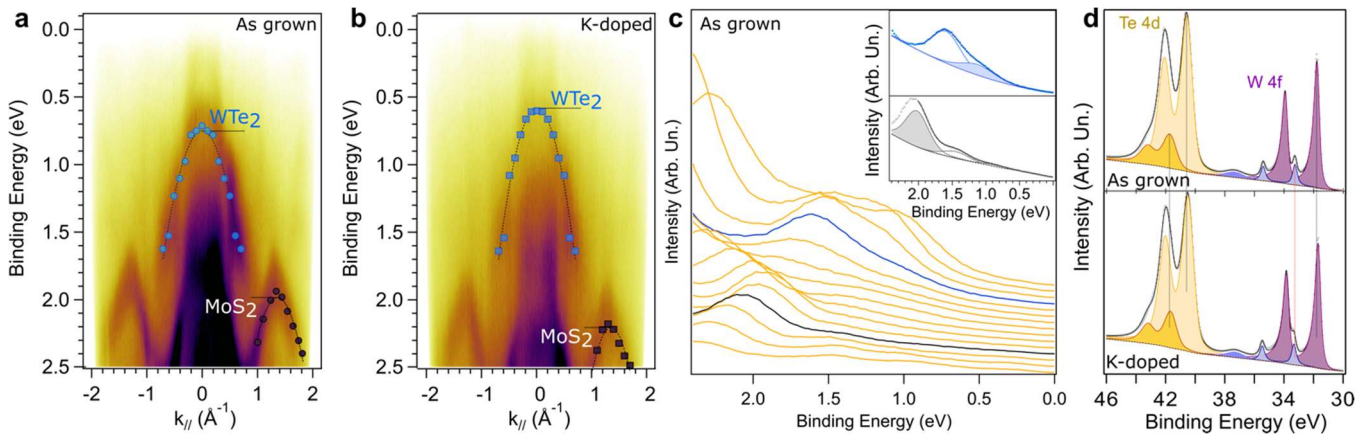 a
As grown
0.0
0.5
1.0
1.5
2.0
2.5
Binding Energy (eV)
WTe2
MoS2
-2
-1
0
1
2
k// (Å-1)
b
K-doped
0.0
0.5
1.0
1.5
2.0
2.5
Binding Energy (eV)
WTe2
MoS2
-2
-1
0
1
2
k// (Å-1)
c
As grown
Intensity (Arb. Un.)
2.0
1.5
1.0
0.5
0.0
Binding Energy (eV)
Intensity (Arb. Un.)
2.0
1.5
1.0
0.5
0.0
Binding Energy (eV)
d
Te 4d
W 4f
As grown
K-doped
Intensity (Arb. Un.)
46
42
38
34
30
Binding Energy (eV)